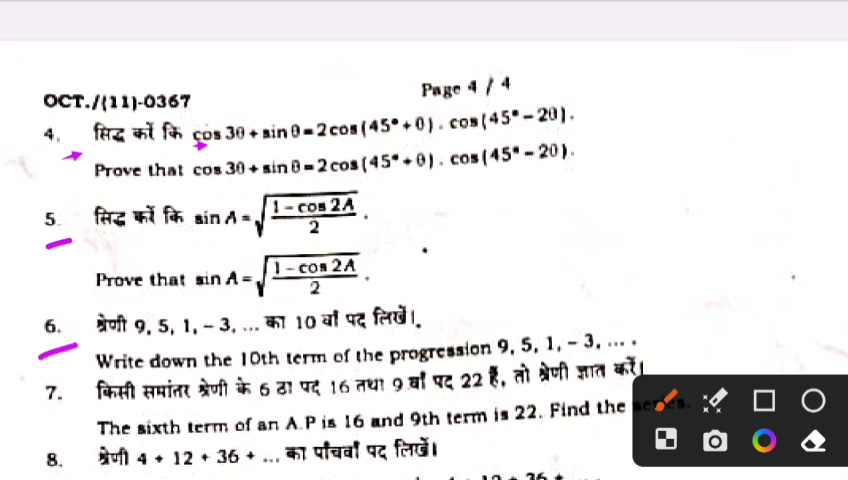 OCT./(11)-0367 Page 4 / 4
4. सिद्ध करें कि cos 3θ + sin θ = 2 cos (45° + θ) . cos (45° – 2θ).
Prove that cos 3θ + sin θ = 2 cos (45° + θ) . cos (45° – 2θ).
5. सिद्ध करें कि sin A = √((1 – cos 2A)/2) .
Prove that sin A = √((1 – cos 2A)/2) .
6. श्रेणी 9, 5, 1, – 3, ... का 10 वाँ पद लिखें।
Write down the 10th term of the progression 9, 5, 1, – 3, ... .
7. किसी समांतर श्रेणी के 6 ठा पद 16 तथा 9 वाँ पद 22 है, तो श्रेणी ज्ञात करें।
The sixth term of an A.P is 16 and 9th term is 22. Find the
8. श्रेणी 4 + 12 + 36 + ... का पाँचवाँ पद लिखें।